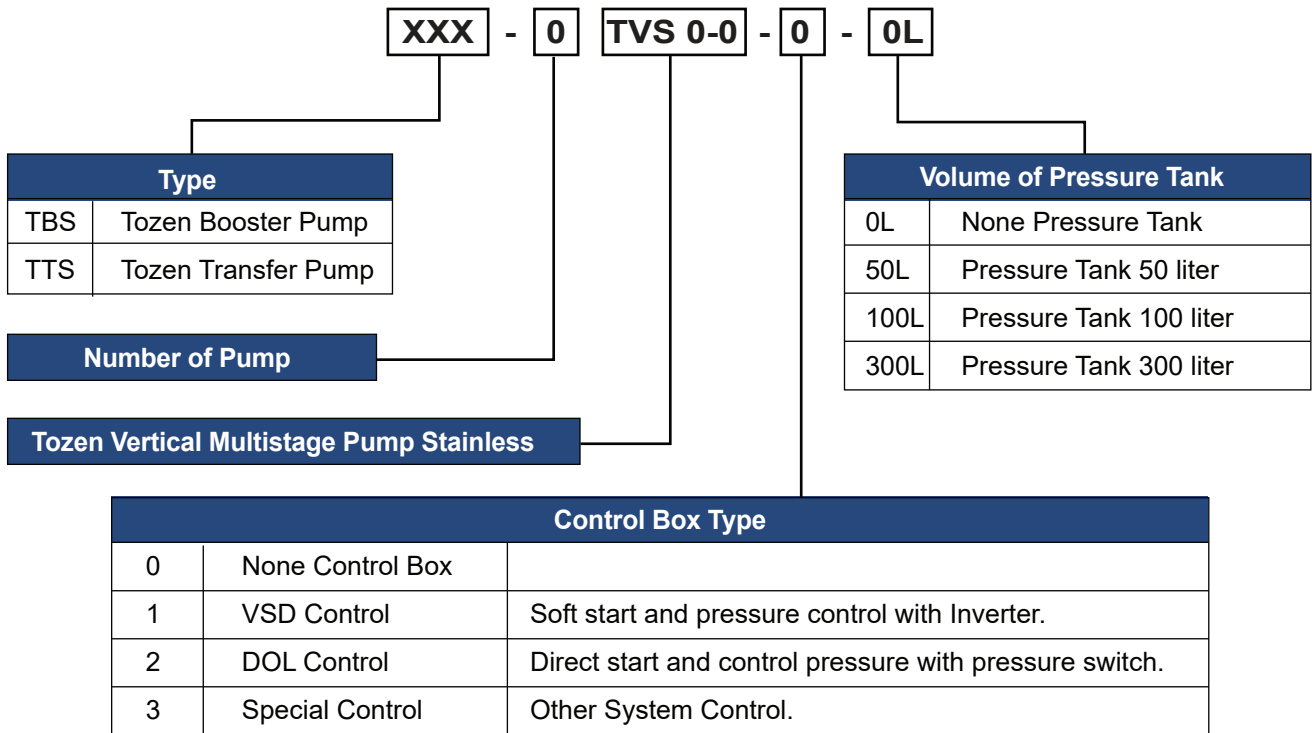 XXX - 0 TVS 0-0 - 0 - 0L
Type
TBS Tozen Booster Pump
TTS Tozen Transfer Pump
Number of Pump
Tozen Vertical Multistage Pump Stainless
Volume of Pressure Tank
0L None Pressure Tank
50L Pressure Tank 50 liter
100L Pressure Tank 100 liter
300L Pressure Tank 300 liter
Control Box Type
0 None Control Box
1 VSD Control Soft start and pressure control with Inverter.
2 DOL Control Direct start and control pressure with pressure switch.
3 Special Control Other System Control.